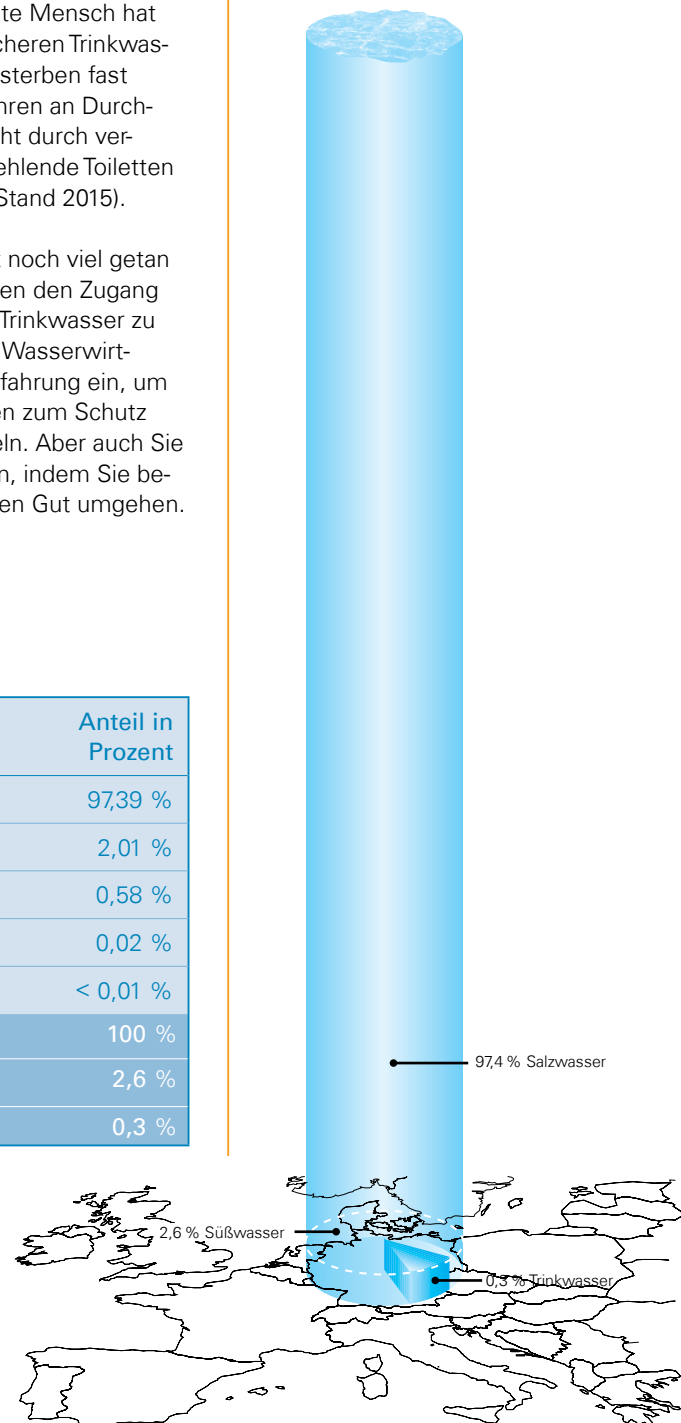 te Mensch hat
cheren Trinkwas-
sterben fast
hren an Durch-
ht durch ver-
ehlende Toiletten
Stand 2015).
t noch viel getan
en den Zugang
Trinkwasser zu
Wasserwirt-
fahrung ein, um
en zum Schutz
eln. Aber auch Sie
n, indem Sie be-
en Gut umgehen.
Anteil in
Prozent
97,39 %
2,01 %
0,58 %
0,02 %
< 0,01 %
100 %
2,6 %
0,3 %
97,4 % Salzwasser
2,6 % Süßwasser
0,3 % Trinkwasser